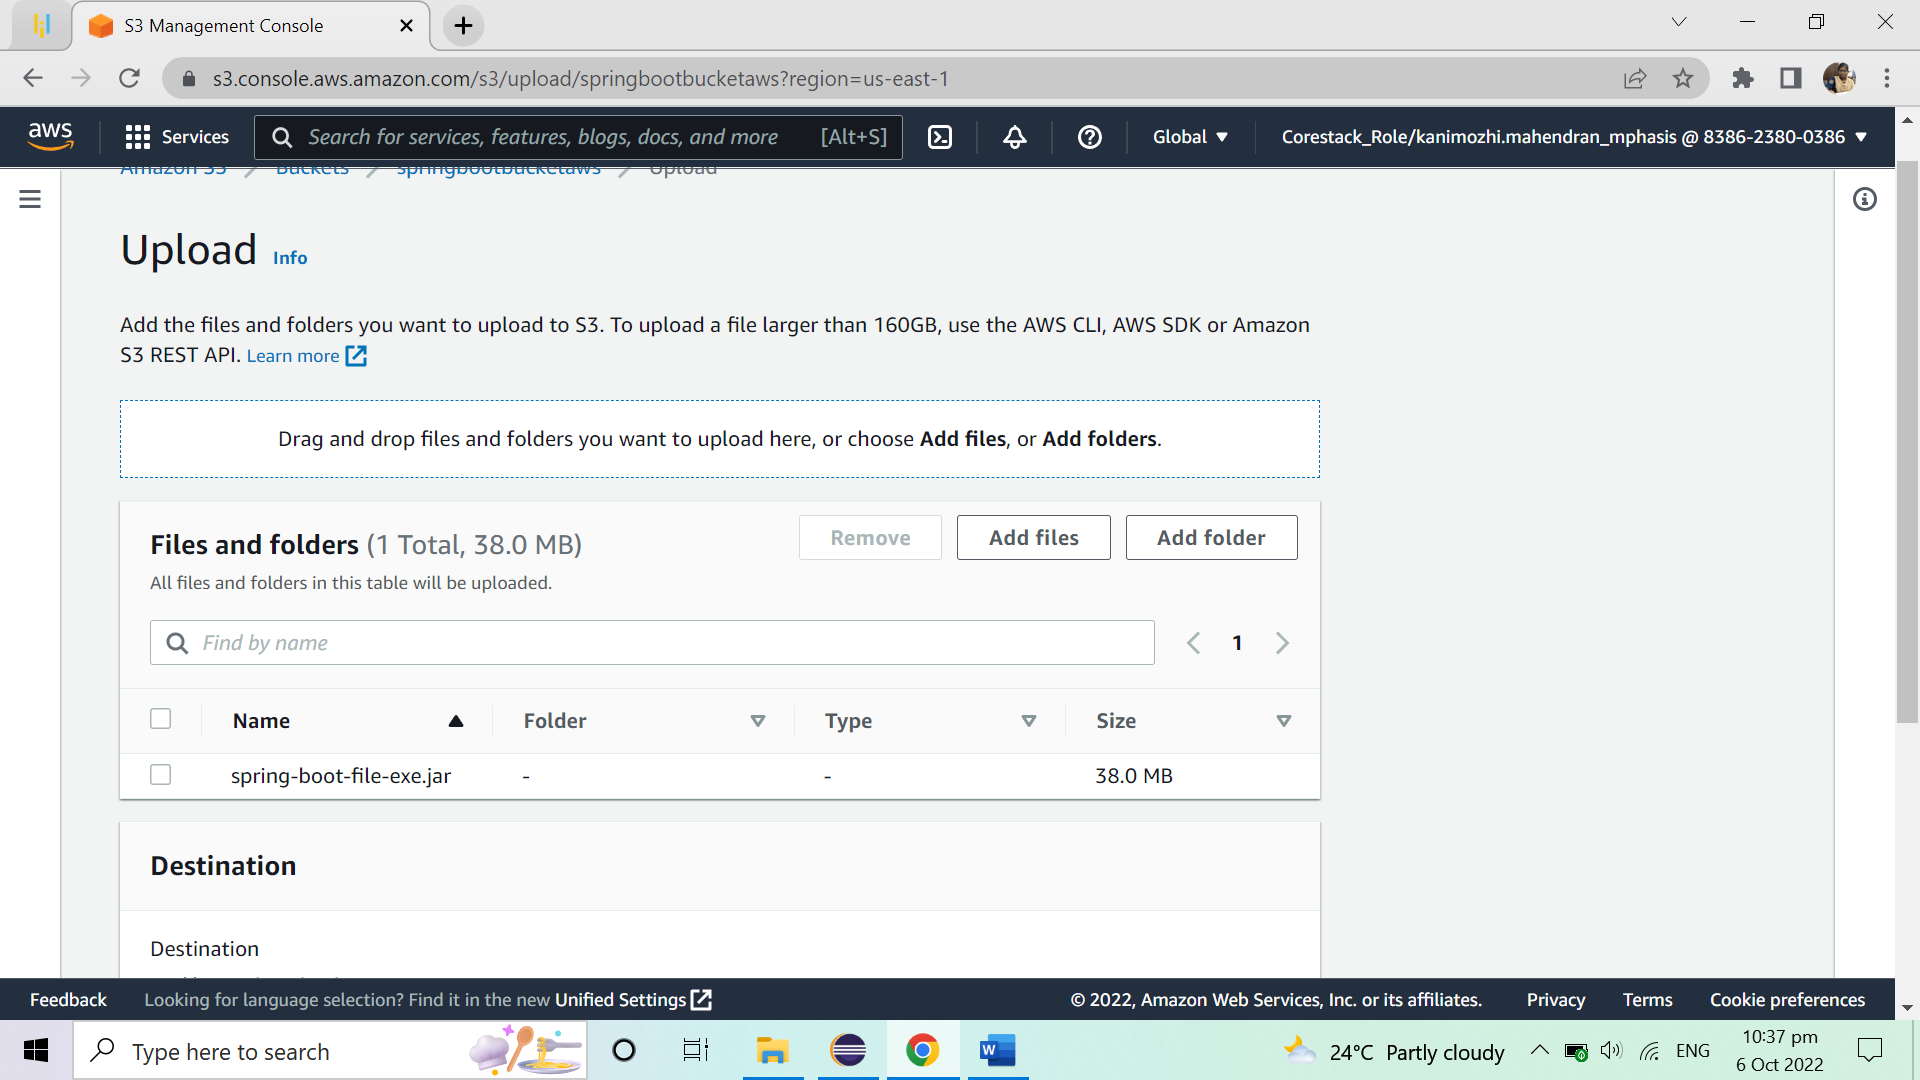 S3 Management Console
s3.console.aws.amazon.com/s3/upload/springbootbucketaws?region=us-east-1
aws
Services
Search for services, features, blogs, docs, and more [Alt+S]
Global
Corestack_Role/kanimozhi.mahendran_mphasis @ 8386-2380-0386
Amazon S3 / Buckets / springbootbucketaws / Upload
Upload Info
Add the files and folders you want to upload to S3. To upload a file larger than 160GB, use the AWS CLI, AWS SDK or Amazon
S3 REST API. Learn more
Drag and drop files and folders you want to upload here, or choose Add files, or Add folders.
Files and folders (1 Total, 38.0 MB)
Remove
Add files
Add folder
All files and folders in this table will be uploaded.
Find by name
1
Name Folder Type Size
spring-boot-file-exe.jar - - 38.0 MB
Destination
Destination
Feedback
Looking for language selection? Find it in the new Unified Settings
© 2022, Amazon Web Services, Inc. or its affiliates.
Privacy
Terms
Cookie preferences
Type here to search
24°C Partly cloudy
ENG
10:37 pm
6 Oct 2022